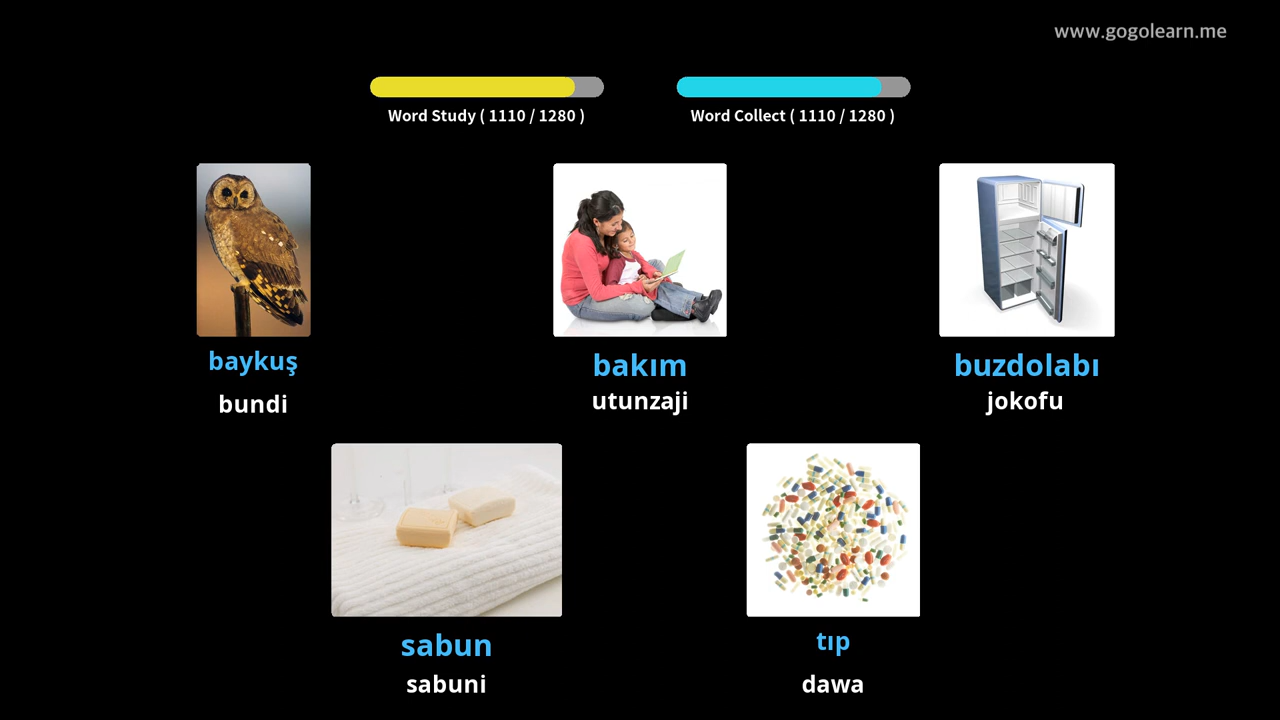 www.gogolearn.me
Word Study ( 1110 / 1280 )
Word Collect ( 1110 / 1280 )
baykuş
bundi
bakım
utunzaji
buzdolabı
jokofu
sabun
sabuni
tıp
dawa